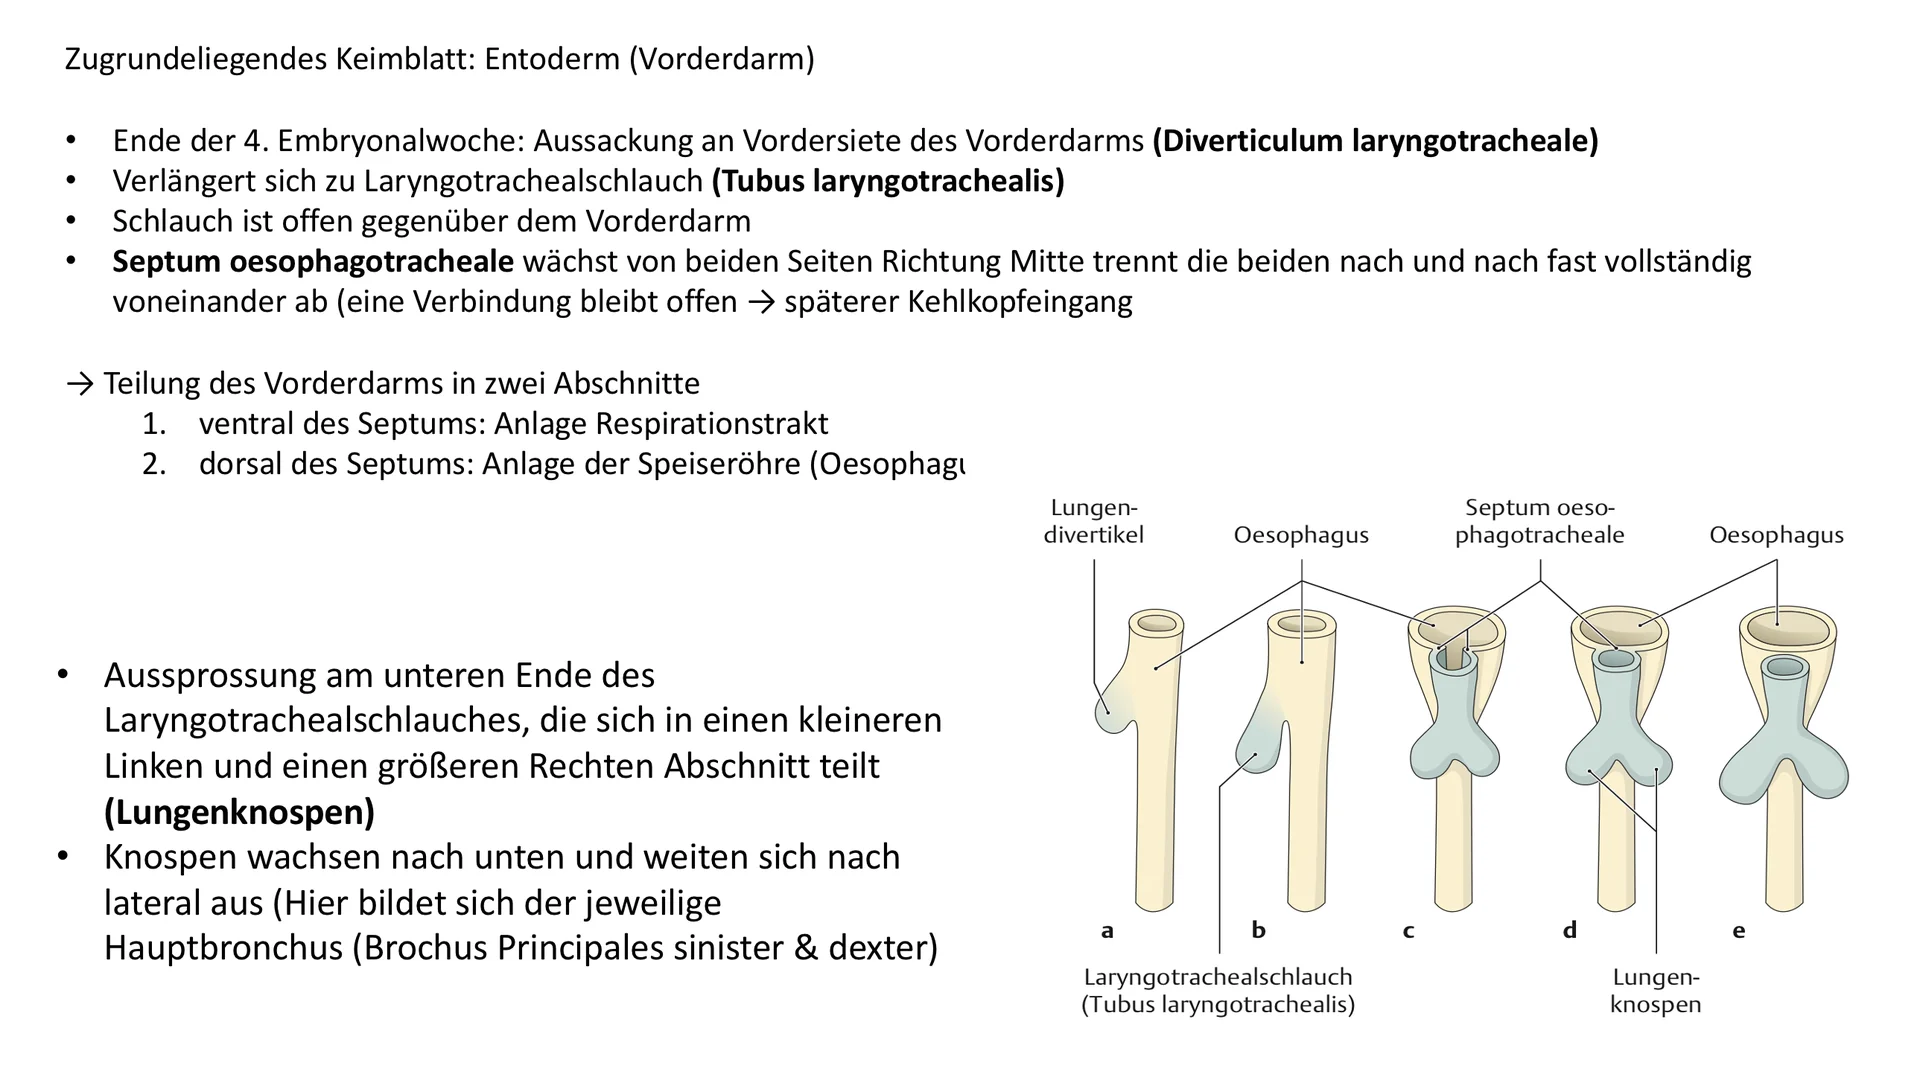 Zugrundeliegendes Keimblatt: Entoderm (Vorderdarm)
• Ende der 4. Embryonalwoche: Aussackung an Vordersiete des Vorderdarms (Diverticulum laryngotracheale)
• Verlängert sich zu Laryngotrachealschlauch (Tubus laryngotrachealis)
• Schlauch ist offen gegenüber dem Vorderdarm
• Septum oesophagotracheale wächst von beiden Seiten Richtung Mitte trennt die beiden nach und nach fast vollständig
voneinander ab (eine Verbindung bleibt offen → späterer Kehlkopfeingang
→ Teilung des Vorderdarms in zwei Abschnitte
1. ventral des Septums: Anlage Respirationstrakt
2. dorsal des Septums: Anlage der Speiseröhre (Oesophagu
• Aussprossung am unteren Ende des
Laryngotrachealschlauches, die sich in einen kleineren
Linken und einen größeren Rechten Abschnitt teilt
(Lungenknospen)
• Knospen wachsen nach unten und weiten sich nach
lateral aus (Hier bildet sich der jeweilige
Hauptbronchus (Brochus Principales sinister & dexter)
Lungen-
divertikel
Oesophagus
Septum oeso-
phagotracheale
Oesophagus
a b c d e
Laryngotrachealschlauch
(Tubus laryngotrachealis)
Lungen-
knospen